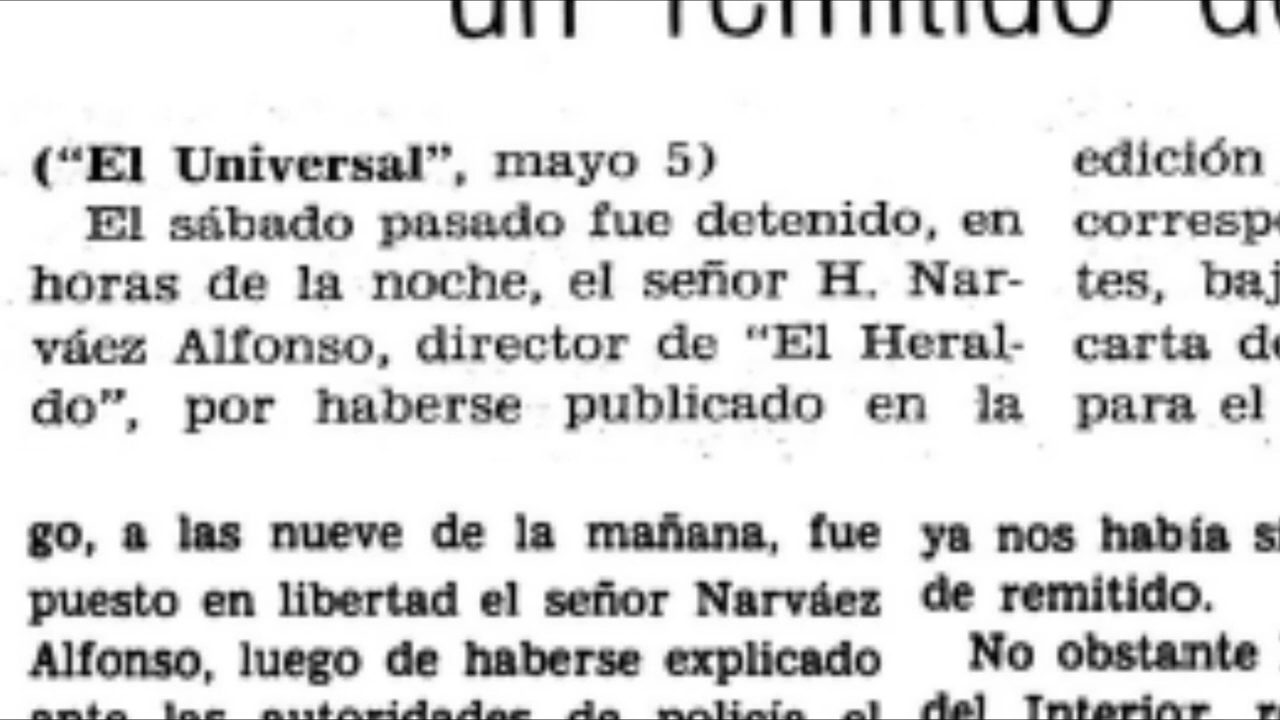 un remitido
("El Universal", mayo 5)
El sábado pasado fue detenido, en
horas de la noche, el señor H. Nar-
váez Alfonso, director de "El Heral-
do", por haberse publicado en la
edición
tes,
carta
para el
go, a las nueve de la mañana, fue
puesto en libertad el señor Narváez
Alfonso, luego de haberse explicado
ante las autoridades de policía el
ya nos había
de remitido.
No obstante
del Interior,